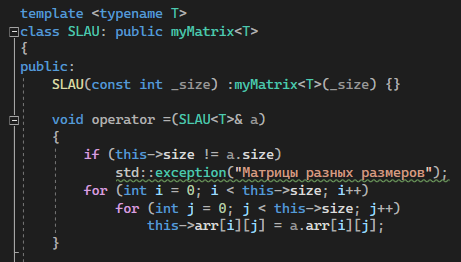 template <typename T>
class SLAU: public myMatrix<T>
{
public:
SLAU(const int _size) :myMatrix<T>(_size) {}
void operator =(SLAU<T>& a)
{
if (this->size != a.size)
std::exception("Матрицы разных размеров");
for (int i = 0; i < this->size; i++)
for (int j = 0; j < this->size; j++)
this->arr[i][j] = a.arr[i][j];
}